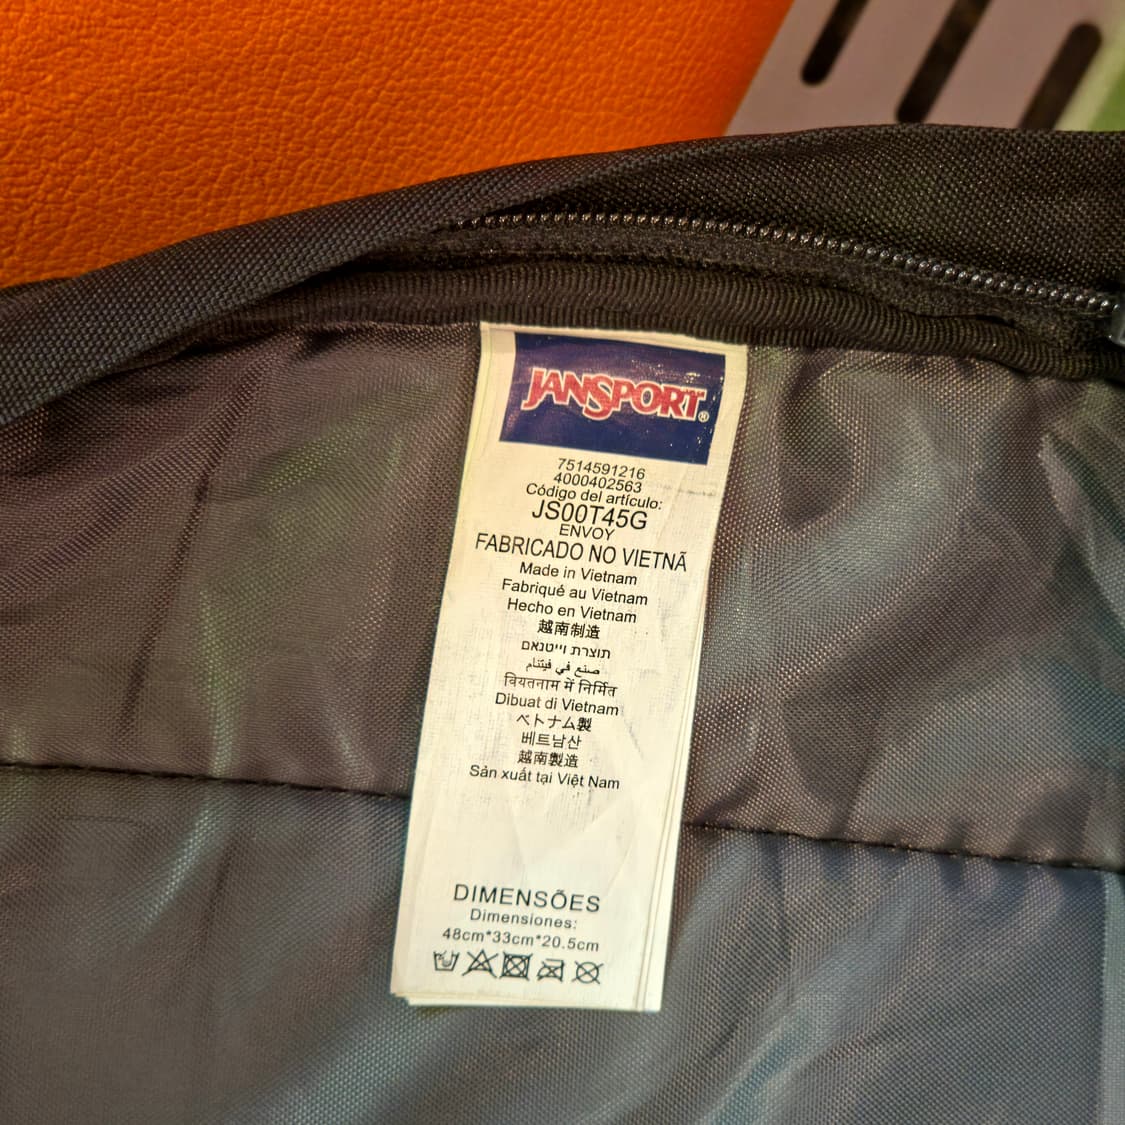 JANSPORT®
7514591216
4000402563
Código del artículo:
JS00T45G
ENVOY
FABRICADO NO VIETNÃ
Made in Vietnam
Fabriqué au Vietnam
Hecho en Vietnam
越南制造
תוצרת וייטנאם
صنع في فيتنام
वियतनाम में निर्मित
Dibuat di Vietnam
ベトナム製
베트남산
越南製造
Sản xuất tại Việt Nam
DIMENSÕES
Dimensiones:
48cm*33cm*20.5cm